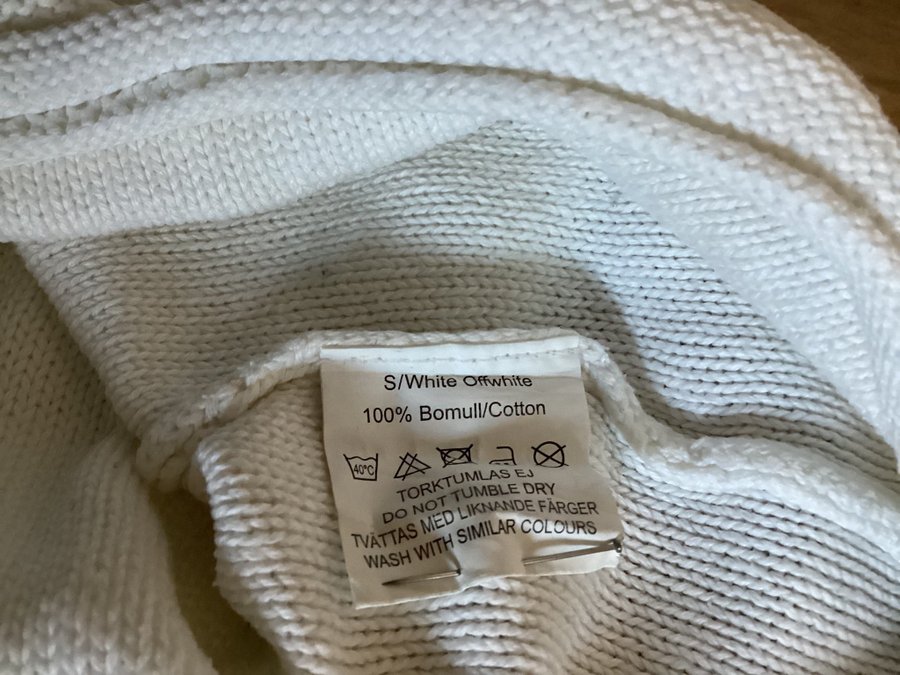 S/White Offwhite
100% Bomull/Cotton
40°C
TORKTUMLAS EJ
DO NOT TUMBLE DRY
TVÄTTAS MED LIKNANDE FÄRGER
WASH WITH SIMILAR COLOURS